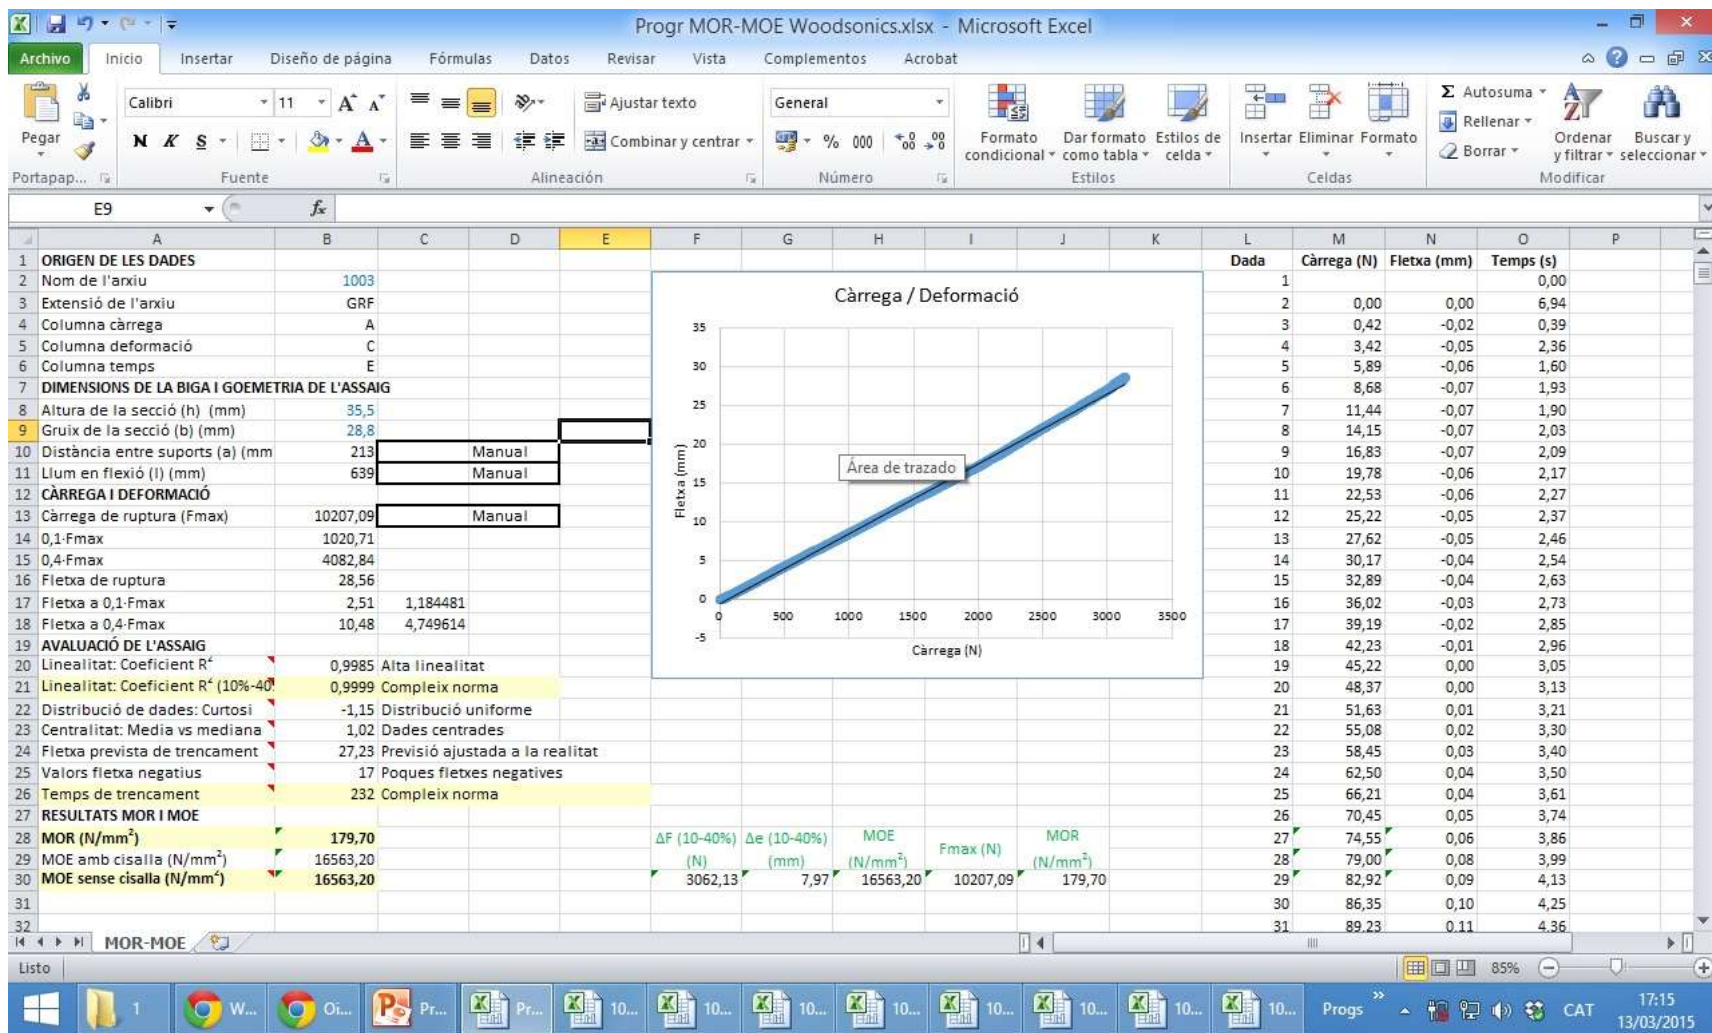 Progr MOR-MOE Woodsonics.xlsx - Microsoft Excel
Archivo Inicio Insertar Diseño de página Fórmulas Datos Revisar Vista Complementos Acrobat
Pegar
Calibri 11
N K S
Ajustar texto
Combinar y centrar
General
% 000
Formato condicional
Dar formato como tabla
Estilos de celda
Insertar Eliminar Formato
Σ Autosuma
Rellenar
Borrar
Ordenar y filtrar
Buscar y seleccionar
Portapap... Fuente Alineación Número Estilos Celdas Modificar
E9 fx
A B C D E F G H I J K L M N O P
1 ORIGEN DE LES DADES Dada Càrrega (N) Fletxa (mm) Temps (s)
2 Nom de l'arxiu 1003 1 0,00
3 Extensió de l'arxiu GRF 2 0,00 0,00 6,94
4 Columna càrrega A 3 0,42 -0,02 0,39
5 Columna deformació C 4 3,42 -0,05 2,36
6 Columna temps E 5 5,89 -0,06 1,60
7 DIMENSIONS DE LA BIGA I GOEMETRIA DE L'ASSAIG 6 8,68 -0,07 1,93
8 Altura de la secció (h) (mm) 35,5 7 11,44 -0,07 1,90
9 Gruix de la secció (b) (mm) 28,8 8 14,15 -0,07 2,03
10 Distància entre suports (a) (mm 213 Manual 9 16,83 -0,07 2,09
11 Llum en flexió (l) (mm) 639 Manual 10 19,78 -0,06 2,17
12 CÀRREGA I DEFORMACIÓ 11 22,53 -0,06 2,27
13 Càrrega de ruptura (Fmax) 10207,09 Manual 12 25,22 -0,05 2,37
14 0,1·Fmax 1020,71 13 27,62 -0,05 2,46
15 0,4·Fmax 4082,84 14 30,17 -0,04 2,54
16 Fletxa de ruptura 28,56 15 32,89 -0,04 2,63
17 Fletxa a 0,1·Fmax 2,51 1,184481 16 36,02 -0,03 2,73
18 Fletxa a 0,4·Fmax 10,48 4,749614 17 39,19 -0,02 2,85
19 AVALUACIÓ DE L'ASSAIG 18 42,23 -0,01 2,96
20 Linealitat: Coeficient R² 0,9985 Alta linealitat 19 45,22 0,00 3,05
21 Linealitat: Coeficient R² (10%-40% 0,9999 Compleix norma 20 48,37 0,00 3,13
22 Distribució de dades: Curtosi -1,15 Distribució uniforme 21 51,63 0,01 3,21
23 Centralitat: Media vs mediana 1,02 Dades centrades 22 55,08 0,02 3,30
24 Fletxa prevista de trencament 27,23 Previsió ajustada a la realitat 23 58,45 0,03 3,40
25 Valors fletxa negatius 17 Poques fletxes negatives 24 62,50 0,04 3,50
26 Temps de trencament 232 Compleix norma 25 66,21 0,04 3,61
27 RESULTATS MOR I MOE 26 70,45 0,05 3,74
28 MOR (N/mm²) 179,70 ΔF (10-40%) (N) Δe (10-40%) (mm) MOE (N/mm²) Fmax (N) MOR (N/mm²) 27 74,55 0,06 3,86
29 MOE amb cisalla (N/mm²) 16563,20 28 79,00 0,08 3,99
30 MOE sense cisalla (N/mm²) 16563,20 3062,13 7,97 16563,20 10207,09 179,70 29 82,92 0,09 4,13
31 30 86,35 0,10 4,25
32 31 89,23 0,11 4,36
Càrrega / Deformació
Fletxa (mm)
35
30
25
20
15
10
5
0
-5
0 500 1000 1500 2000 2500 3000 3500
Càrrega (N)
Área de trazado
MOR-MOE
Listo 85%
1 W... Oi... Pr... Pr... 10... 10... 10... 10... 10... 10... 10... 10... Progs CAT 17:15
13/03/2015